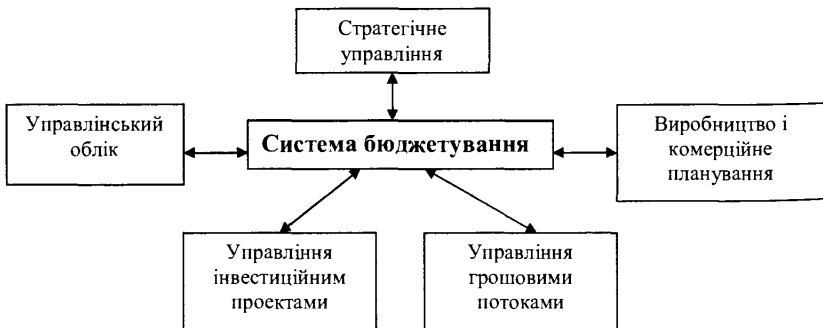 Стратегічне
управління
Управлінський
облік
Система бюджетування
Виробництво і
комерційне
планування
Управління
інвестиційним
проектами
Управління
грошовими
потоками